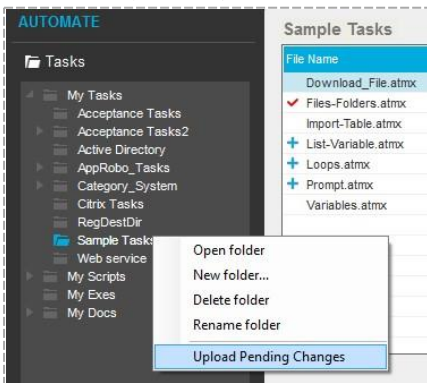 AUTOMATE
Tasks
My Tasks
Acceptance Tasks
Acceptance Tasks2
Active Directory
AppRobo_Tasks
Category_System
Citrix Tasks
RegDestDir
Sample Tasks
Web service
My Scripts
My Exes
My Docs
Sample Tasks
File Name
Download_File.atmx
Files-Folders.atmx
Import-Table.atmx
List-Variable.atmx
Loops.atmx
Prompt.atmx
Variables.atmx
Open folder
New folder...
Delete folder
Rename folder
Upload Pending Changes